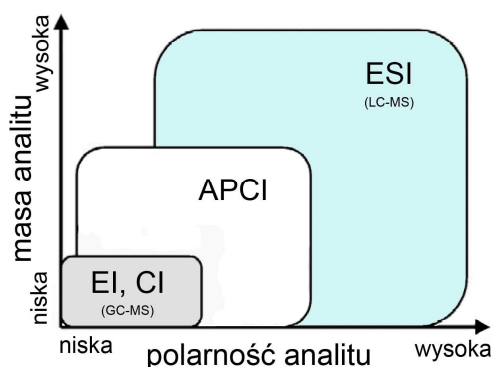 wysoka
masa analitu
niska
ESI
(LC-MS)
APCI
EI, CI
(GC-MS)
niska
polarność analitu
wysoka